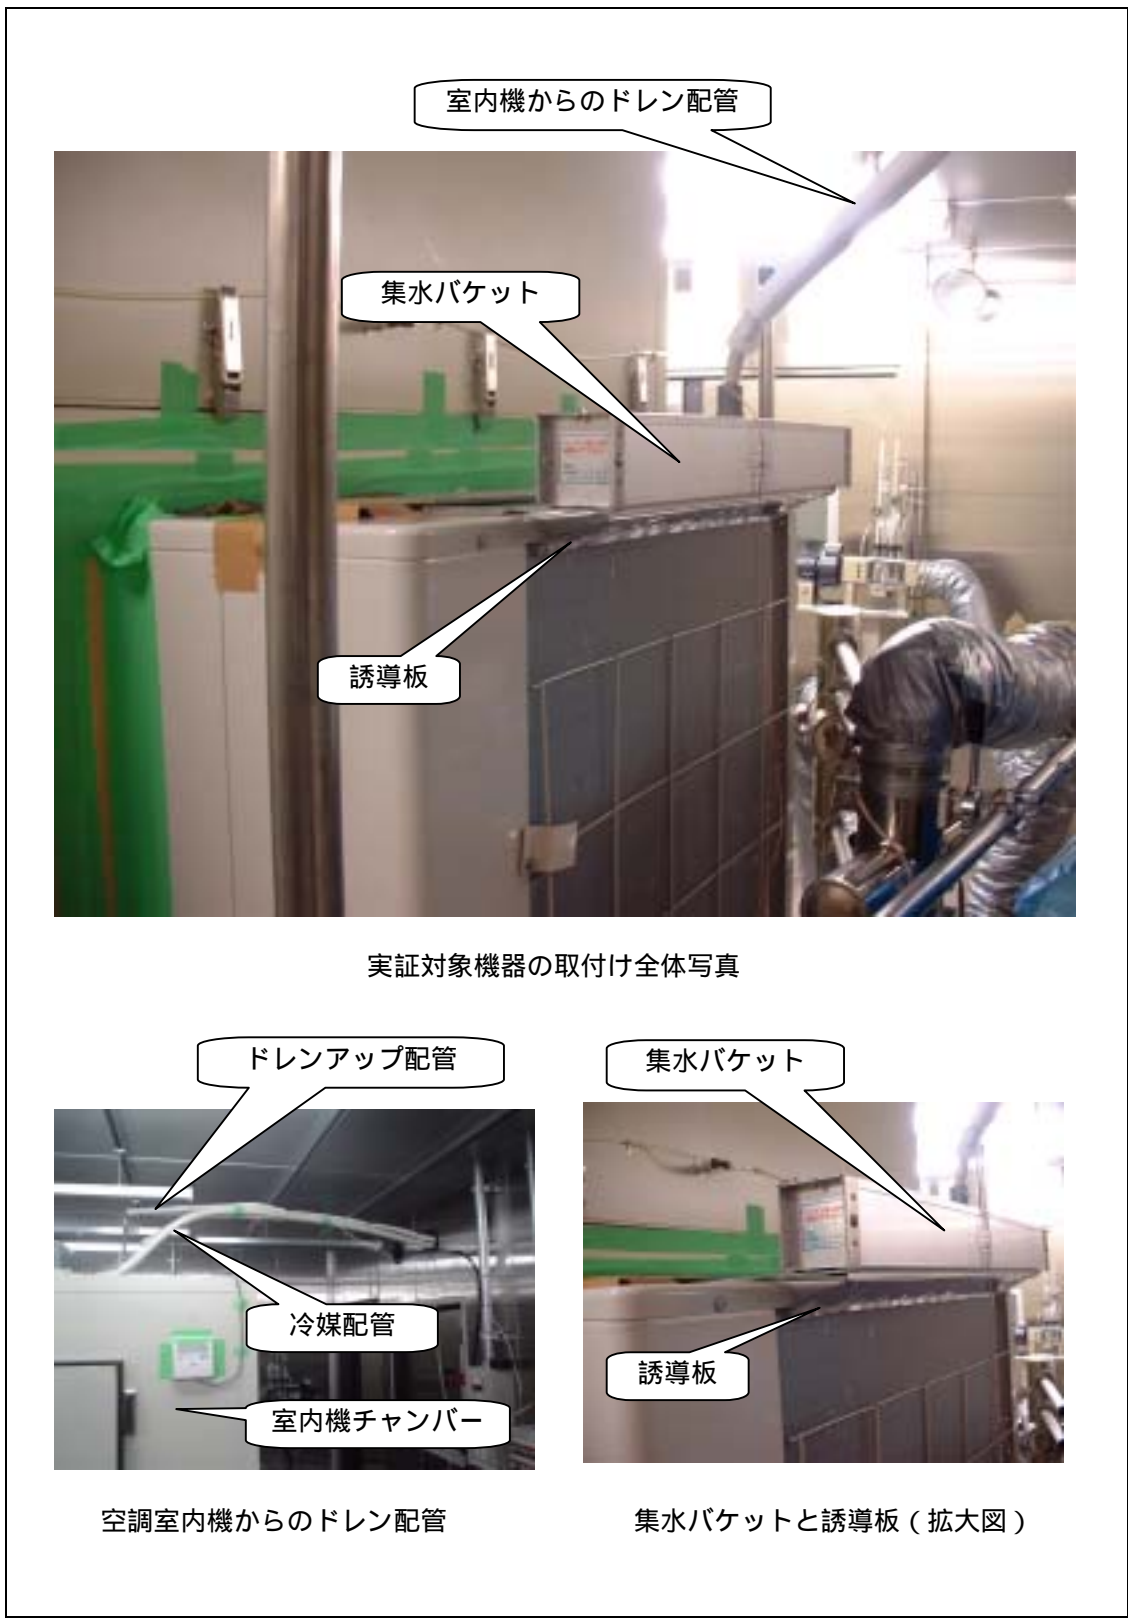 室内機からのドレン配管
集水バケット
誘導板
実証対象機器の取付け全体写真
ドレンアップ配管
冷媒配管
室内機チャンバー
空調室内機からのドレン配管
集水バケット
誘導板
集水バケットと誘導板（拡大図）